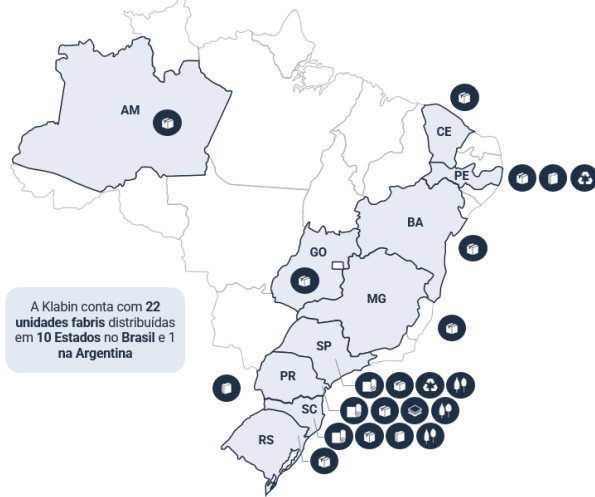 AM
CE
PE
BA
GO
MG
A Klabin conta com 22
unidades fabris distribuídas
em 10 Estados no Brasil e 1
na Argentina
SP
PR
SC
RS